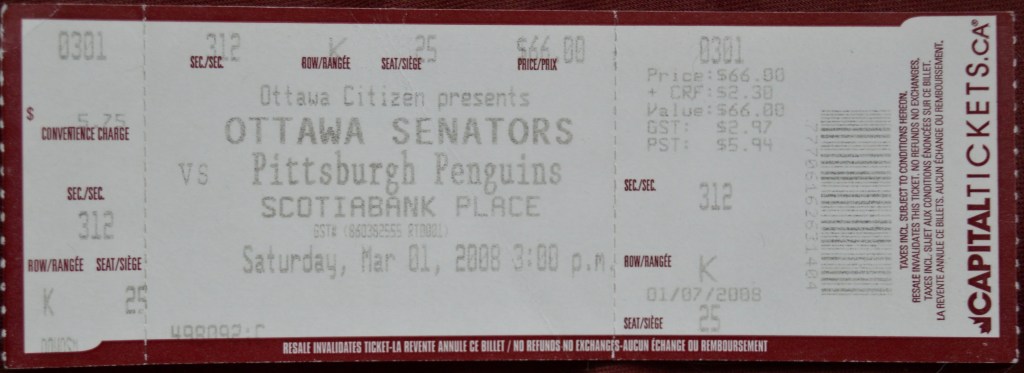 0301
$ 5.75
CONVENIENCE CHARGE
SEC./SEC.
312
ROW/RANGÉE SEAT/SIÈGE
K 25
312 K 25 $66.00
SEC./SEC. ROW/RANGÉE SEAT/SIÈGE PRICE/PRIX
Ottawa Citizen presents
OTTAWA SENATORS
vs Pittsburgh Penguins
SCOTIABANK PLACE
GST# (860382555 RT0001)
Saturday, Mar 01, 2008 3:00 p.m.
RESALE INVALIDATES TICKET-LA REVENTE ANNULE CE BILLET / NO REFUNDS-NO EXCHANGES-AUCUN ÉCHANGE OU REMBOURSEMENT
0301
Price:$66.00
+ CRF:$2.30
Value:$66.00
GST: $2.97
PST: $5.94
SEC./SEC.
312
ROW/RANGÉE
K
01/07/2008
SEAT/SIÈGE
25
TAXES INCL. SUBJECT TO CONDITIONS HEREON.
RESALE INVALIDATES THIS TICKET. NO REFUNDS NO EXCHANGES.
TAXES INCL. SUJET AUX CONDITIONS ÉNONCÉES SUR CE BILLET.
LA REVENTE ANNULE CE BILLETS. AUCUN ÉCHANGE OU REMBOURSEMENT.
CAPITALTICKETS.CA®